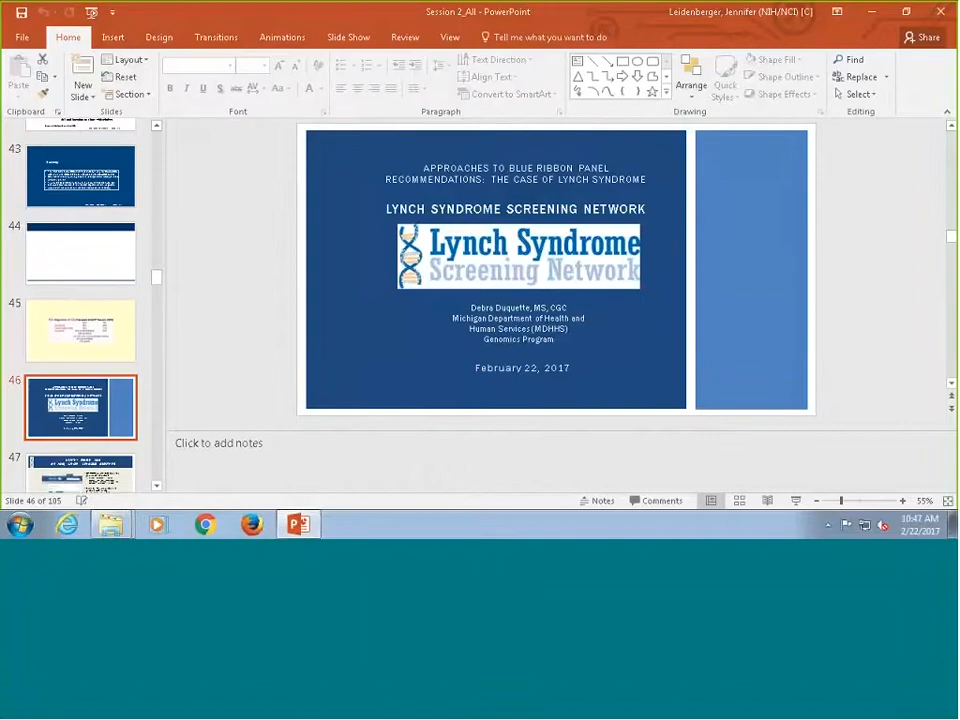 Session 2_All - PowerPoint
Leidenberger, Jennifer (NIH/NCI) [C]
File Home Insert Design Transitions Animations Slide Show Review View Tell me what you want to do Share
Paste
New Slide
Layout
Reset
Section
B I U S abc AV Aa A
Text Direction
Align Text
Convert to SmartArt
Arrange
Quick Styles
Shape Fill
Shape Outline
Shape Effects
Find
Replace
Select
Clipboard Slides Font Paragraph Drawing Editing
43
44
45
46
47
APPROACHES TO BLUE RIBBON PANEL
RECOMMENDATIONS: THE CASE OF LYNCH SYNDROME
LYNCH SYNDROME SCREENING NETWORK
Lynch Syndrome
Screening Network
Debra Duquette, MS, CGC
Michigan Department of Health and
Human Services (MDHHS)
Genomics Program
February 22, 2017
Click to add notes
Slide 46 of 105
Notes
Comments
55%
10:47 AM
2/22/2017